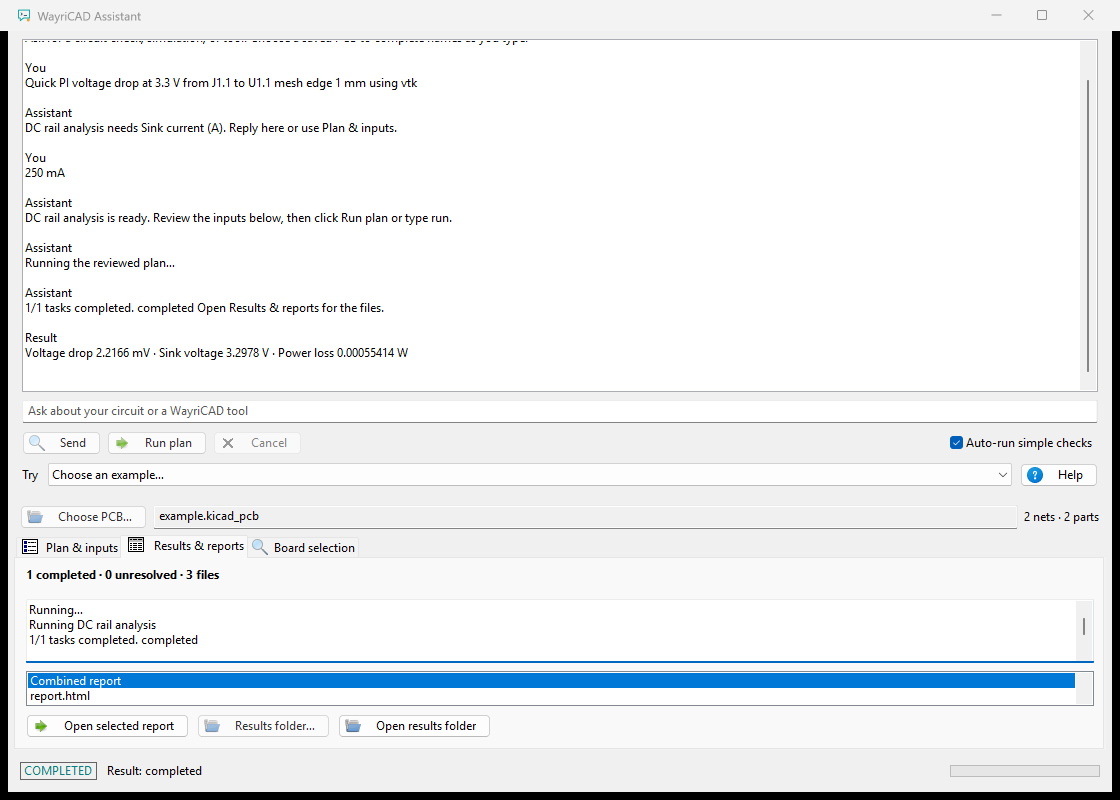 WayriCAD Assistant
You
Quick PI voltage drop at 3.3 V from J1.1 to U1.1 mesh edge 1 mm using vtk
Assistant
DC rail analysis needs Sink current (A). Reply here or use Plan & inputs.
You
250 mA
Assistant
DC rail analysis is ready. Review the inputs below, then click Run plan or type run.
Assistant
Running the reviewed plan...
Assistant
1/1 tasks completed. completed Open Results & reports for the files.
Result
Voltage drop 2.2166 mV · Sink voltage 3.2978 V · Power loss 0.00055414 W
Ask about your circuit or a WayriCAD tool
Send Run plan Cancel Auto-run simple checks
Try Choose an example... Help
Choose PCB... example.kicad_pcb 2 nets · 2 parts
Plan & inputs Results & reports Board selection
1 completed · 0 unresolved · 3 files
Running...
Running DC rail analysis
1/1 tasks completed. completed
Combined report
report.html
Open selected report Results folder... Open results folder
COMPLETED Result: completed